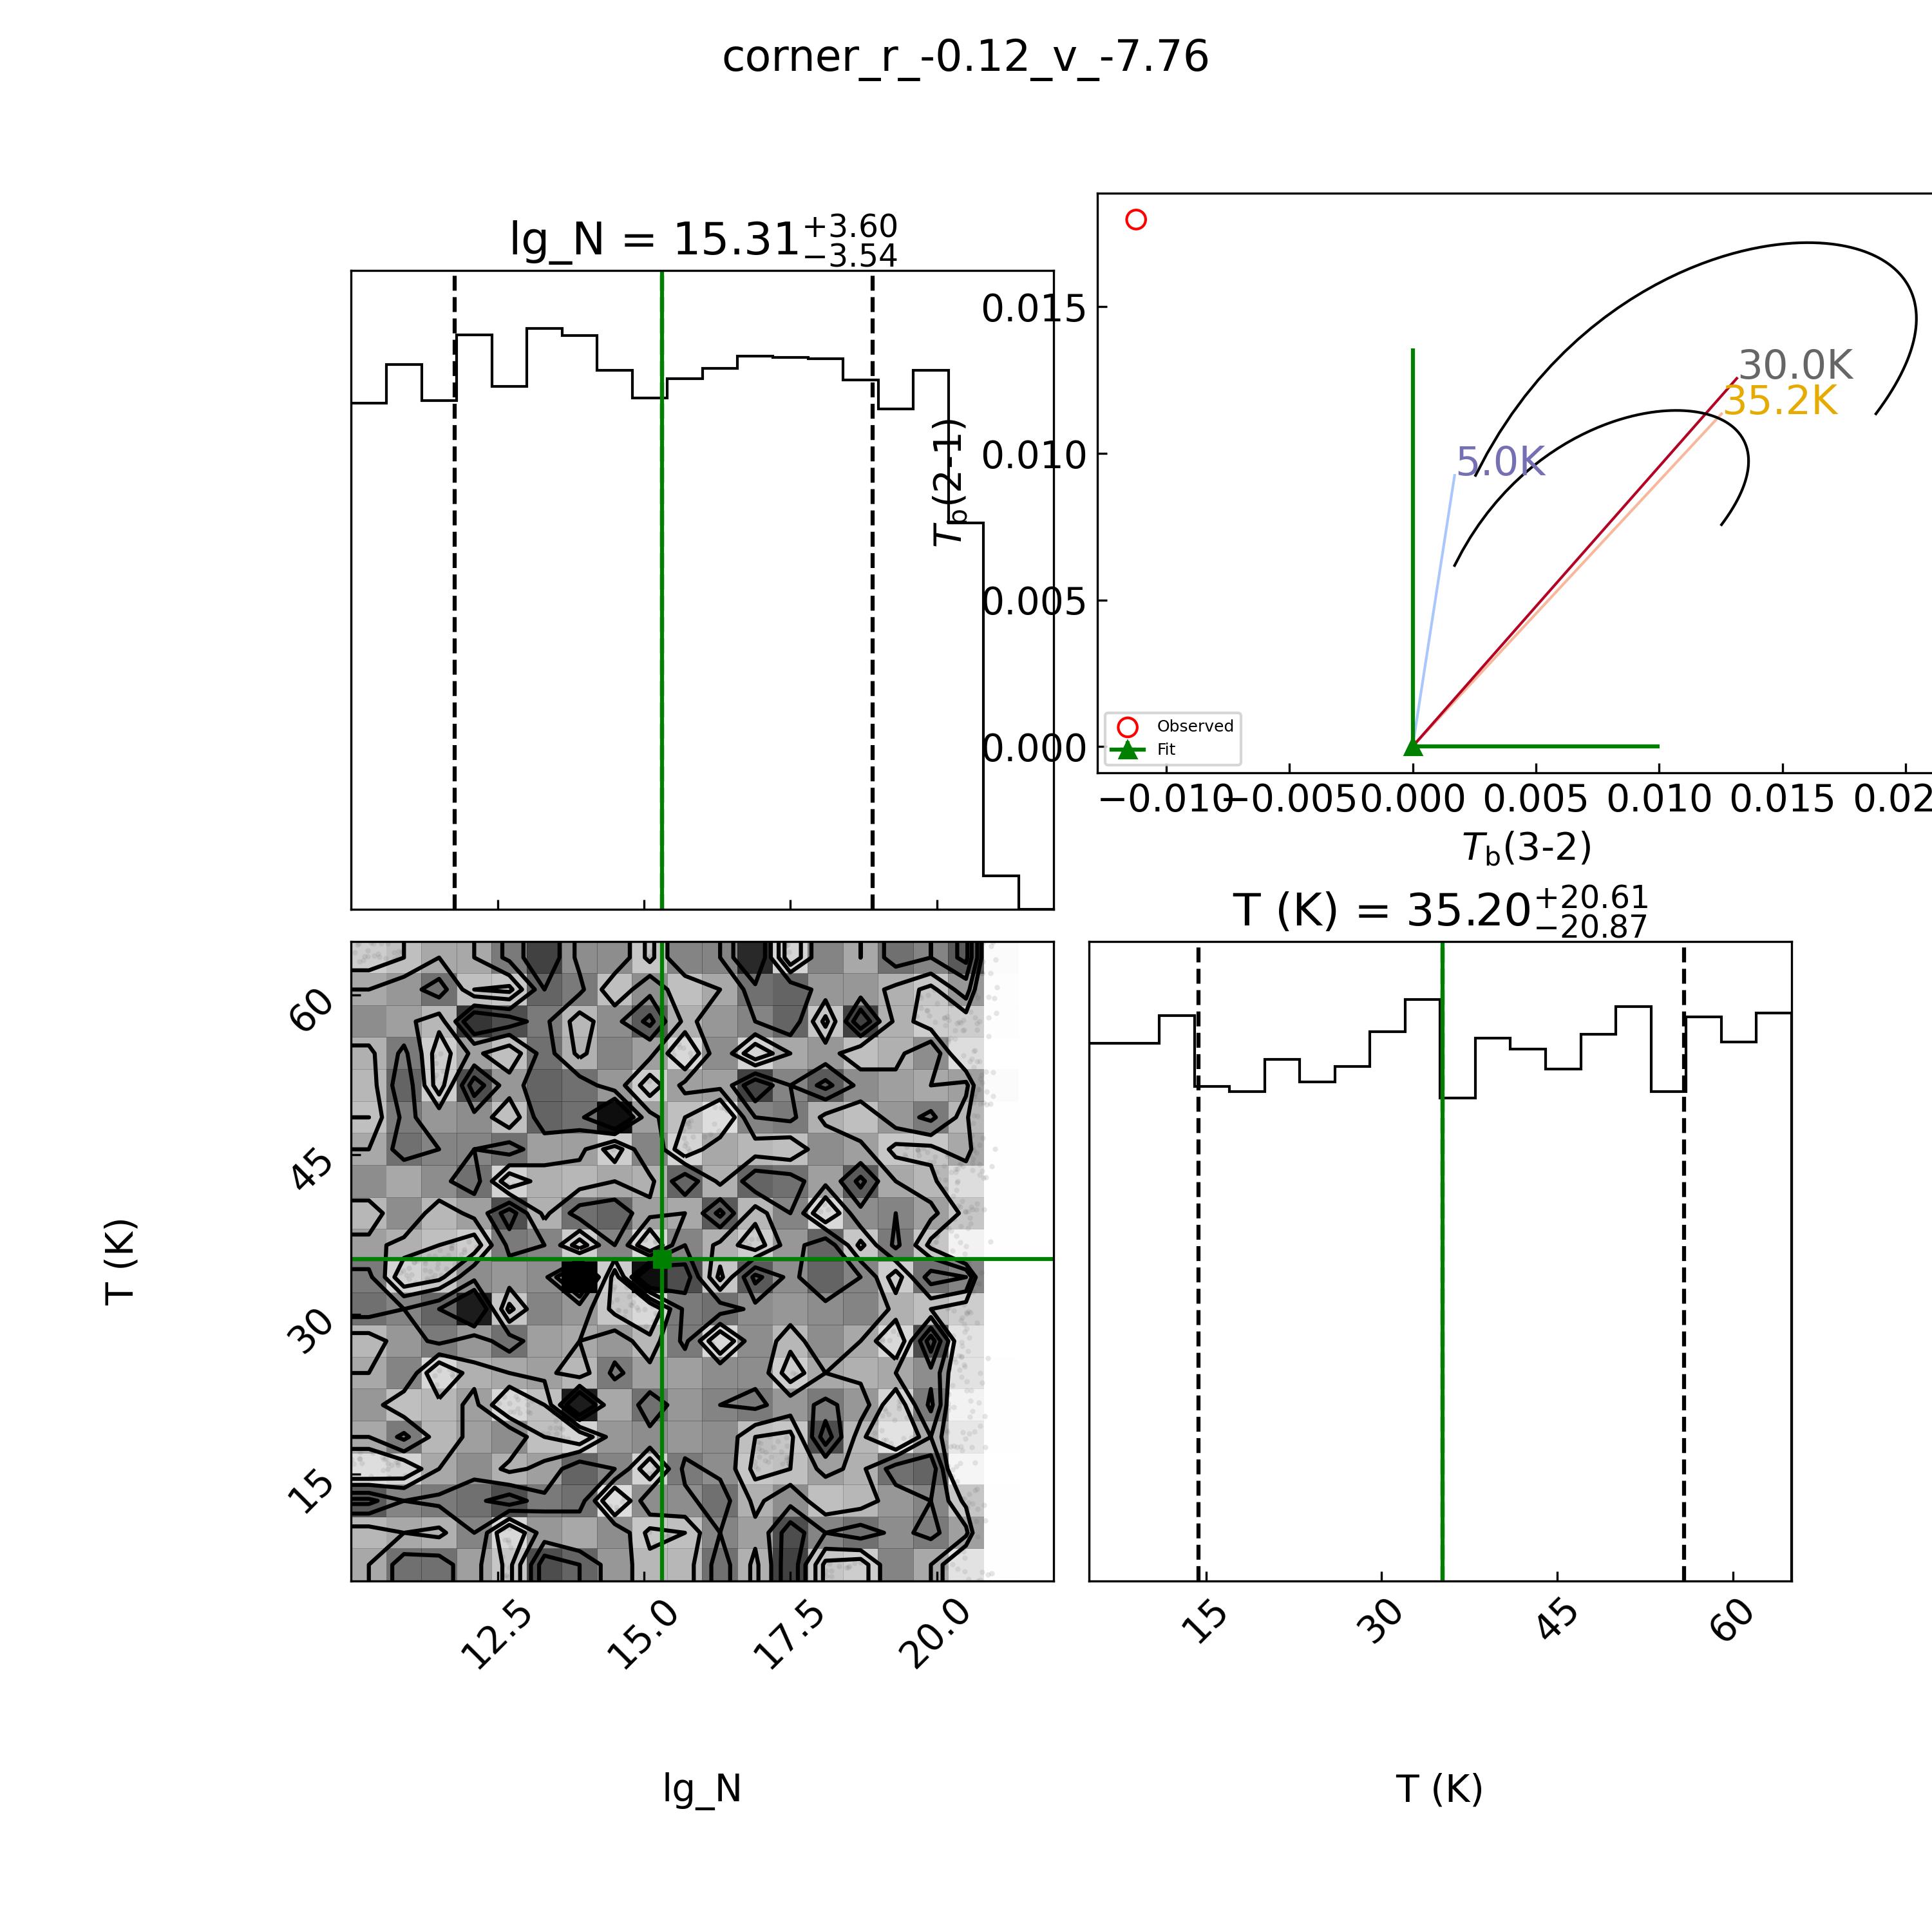 corner_r_-0.12_v_-7.76
lg_N = 15.31 +3.60 −3.54
T_b(2-1)
0.015
0.010
0.005
0.000
30.0K
35.2K
5.0K
Observed
Fit
−0.010 −0.005 0.000 0.005 0.010 0.015 0.02
T_b(3-2)
T (K) = 35.20 +20.61 −20.87
T (K)
60
45
30
15
12.5 15.0 17.5 20.0
lg_N
15 30 45 60
T (K)